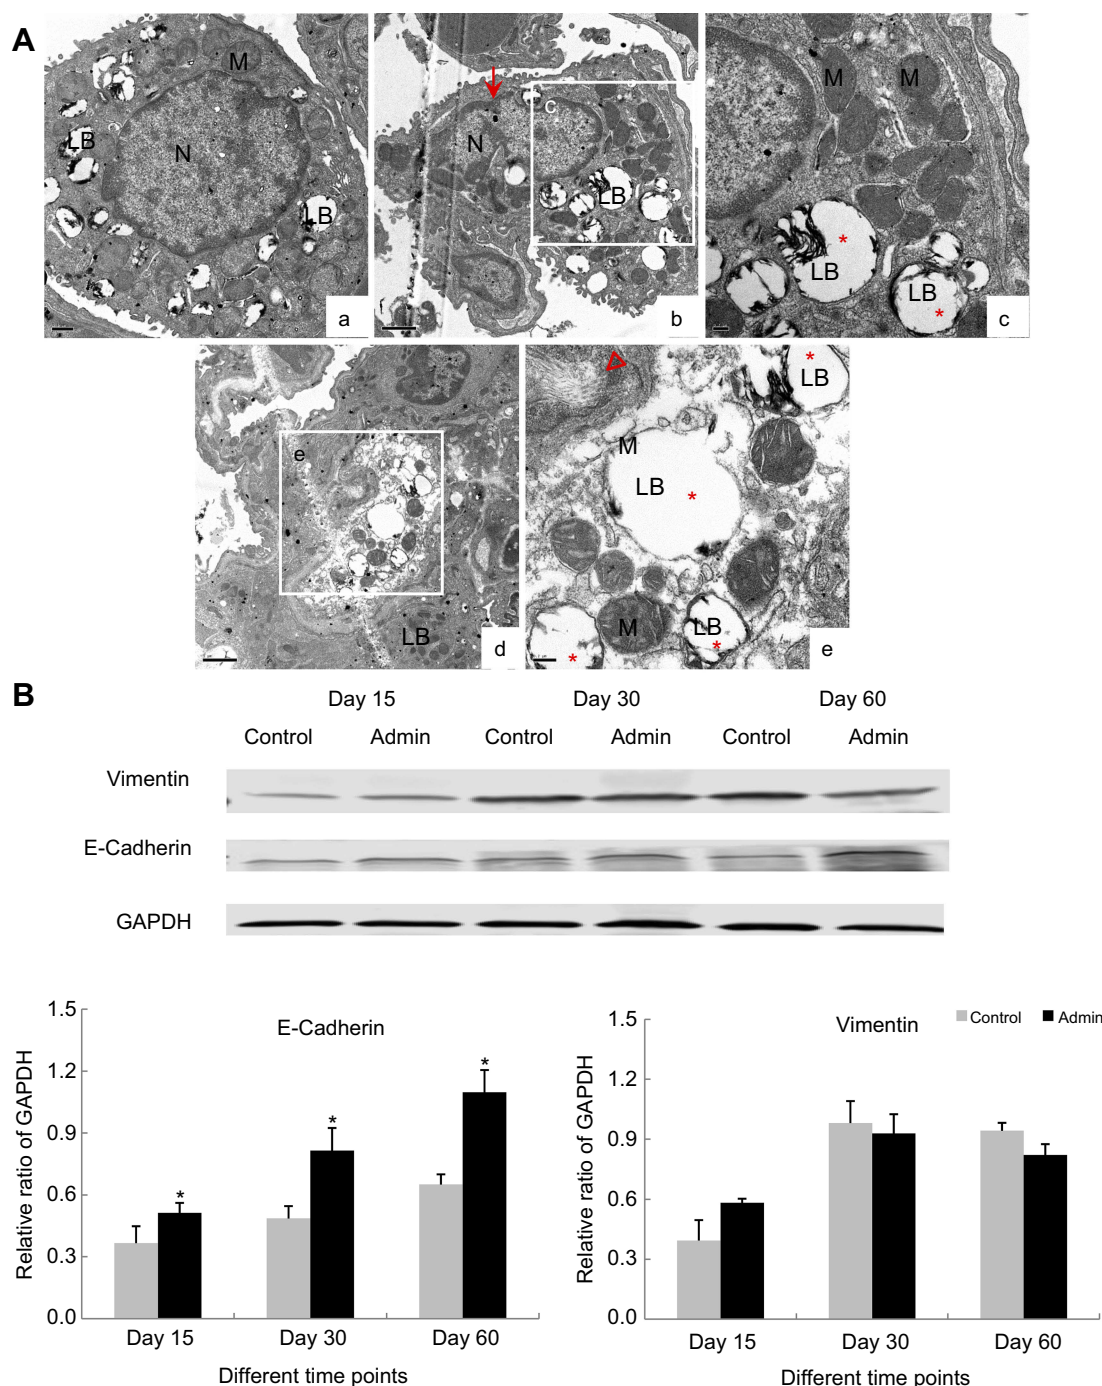 A
M
LB
N
LB
a
c
N
LB
b
M
M
LB
*
LB
*
c
e
LB
d
*
LB
M
LB
*
M
LB
*
*
e
B
Day 15 Day 30 Day 60
Control Admin Control Admin Control Admin
Vimentin
E-Cadherin
GAPDH
E-Cadherin
Relative ratio of GAPDH
1.5
1.2
0.9
0.6
0.3
0.0
*
*
*
Day 15 Day 30 Day 60
Different time points
Vimentin
Control Admin
Relative ratio of GAPDH
1.5
1.2
0.9
0.6
0.3
0.0
Day 15 Day 30 Day 60
Different time points